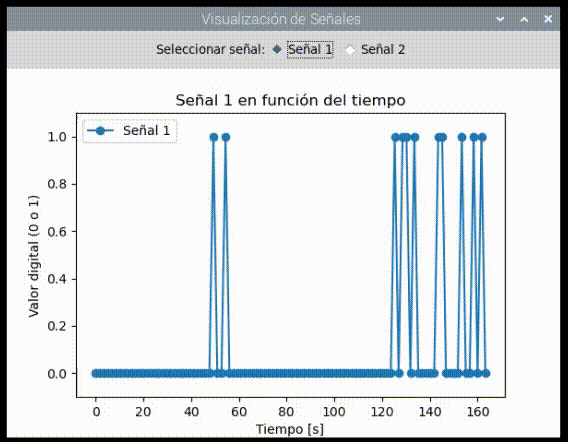 Visualización de Señales
Seleccionar señal: Señal 1 Señal 2
Señal 1 en función del tiempo
Señal 1
1.0
0.8
0.6
0.4
0.2
0.0
Valor digital (0 o 1)
0 20 40 60 80 100 120 140 160
Tiempo [s]